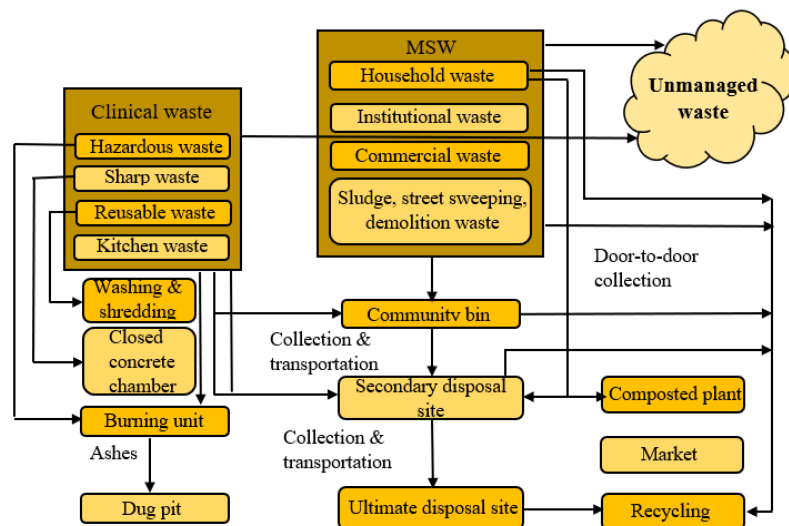 MSW
Household waste
Institutional waste
Commercial waste
Sludge, street sweeping,
demolition waste
Unmanaged
waste
Clinical waste
Hazardous waste
Sharp waste
Reusable waste
Kitchen waste
Washing &
shredding
Closed
concrete
chamber
Burning unit
Ashes
Dug pit
Door-to-door
collection
Community bin
Collection &
transportation
Secondary disposal
site
Collection &
transportation
Ultimate disposal site
Composted plant
Market
Recycling